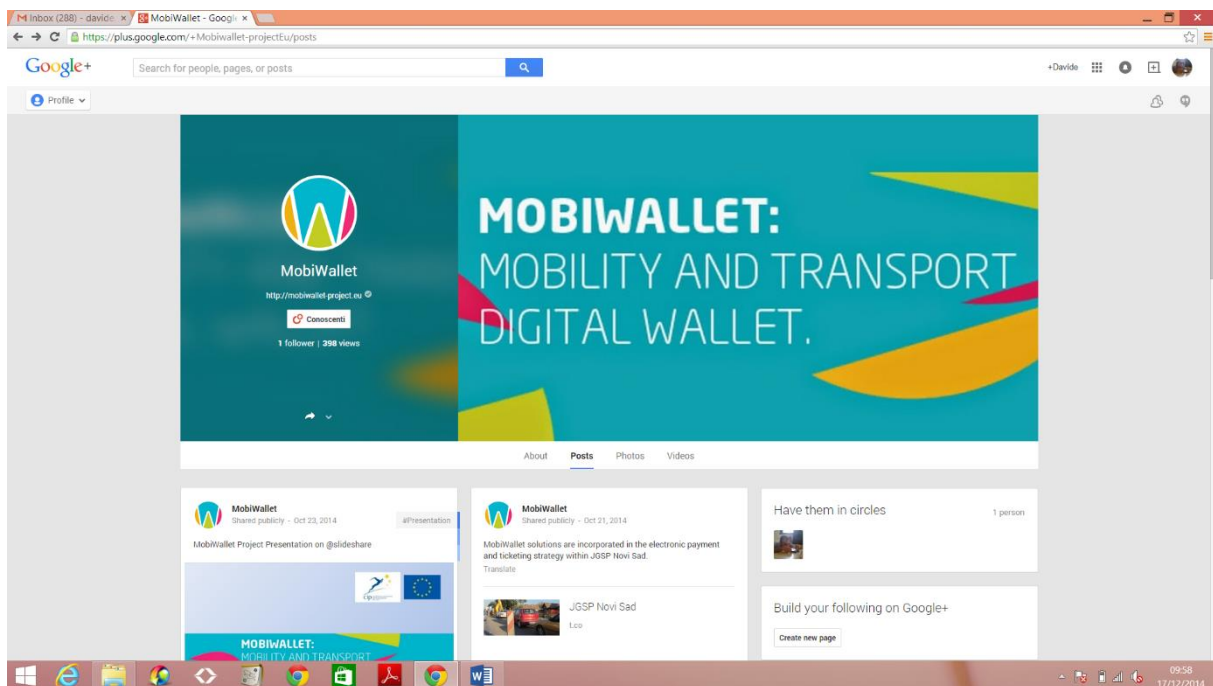 Inbox (288) - davide
MobiWallet - Googl
https://plus.google.com/+Mobiwallet-projectEu/posts
Google+
Search for people, pages, or posts
+Davide
Profile
MobiWallet
http://mobiwallet-project.eu
Conoscenti
1 follower | 398 views
MOBIWALLET:
MOBILITY AND TRANSPORT
DIGITAL WALLET.
About Posts Photos Videos
MobiWallet
Shared publicly - Oct 23, 2014
#Presentation
MobiWallet Project Presentation on @slideshare
MOBIWALLET:
MOBILITY AND TRANSPORT
MobiWallet
Shared publicly - Oct 21, 2014
MobiWallet solutions are incorporated in the electronic payment
and ticketing strategy within JGSP Novi Sad.
Translate
JGSP Novi Sad
t.co
Have them in circles
1 person
Build your following on Google+
Create new page
09:58
17/12/2014